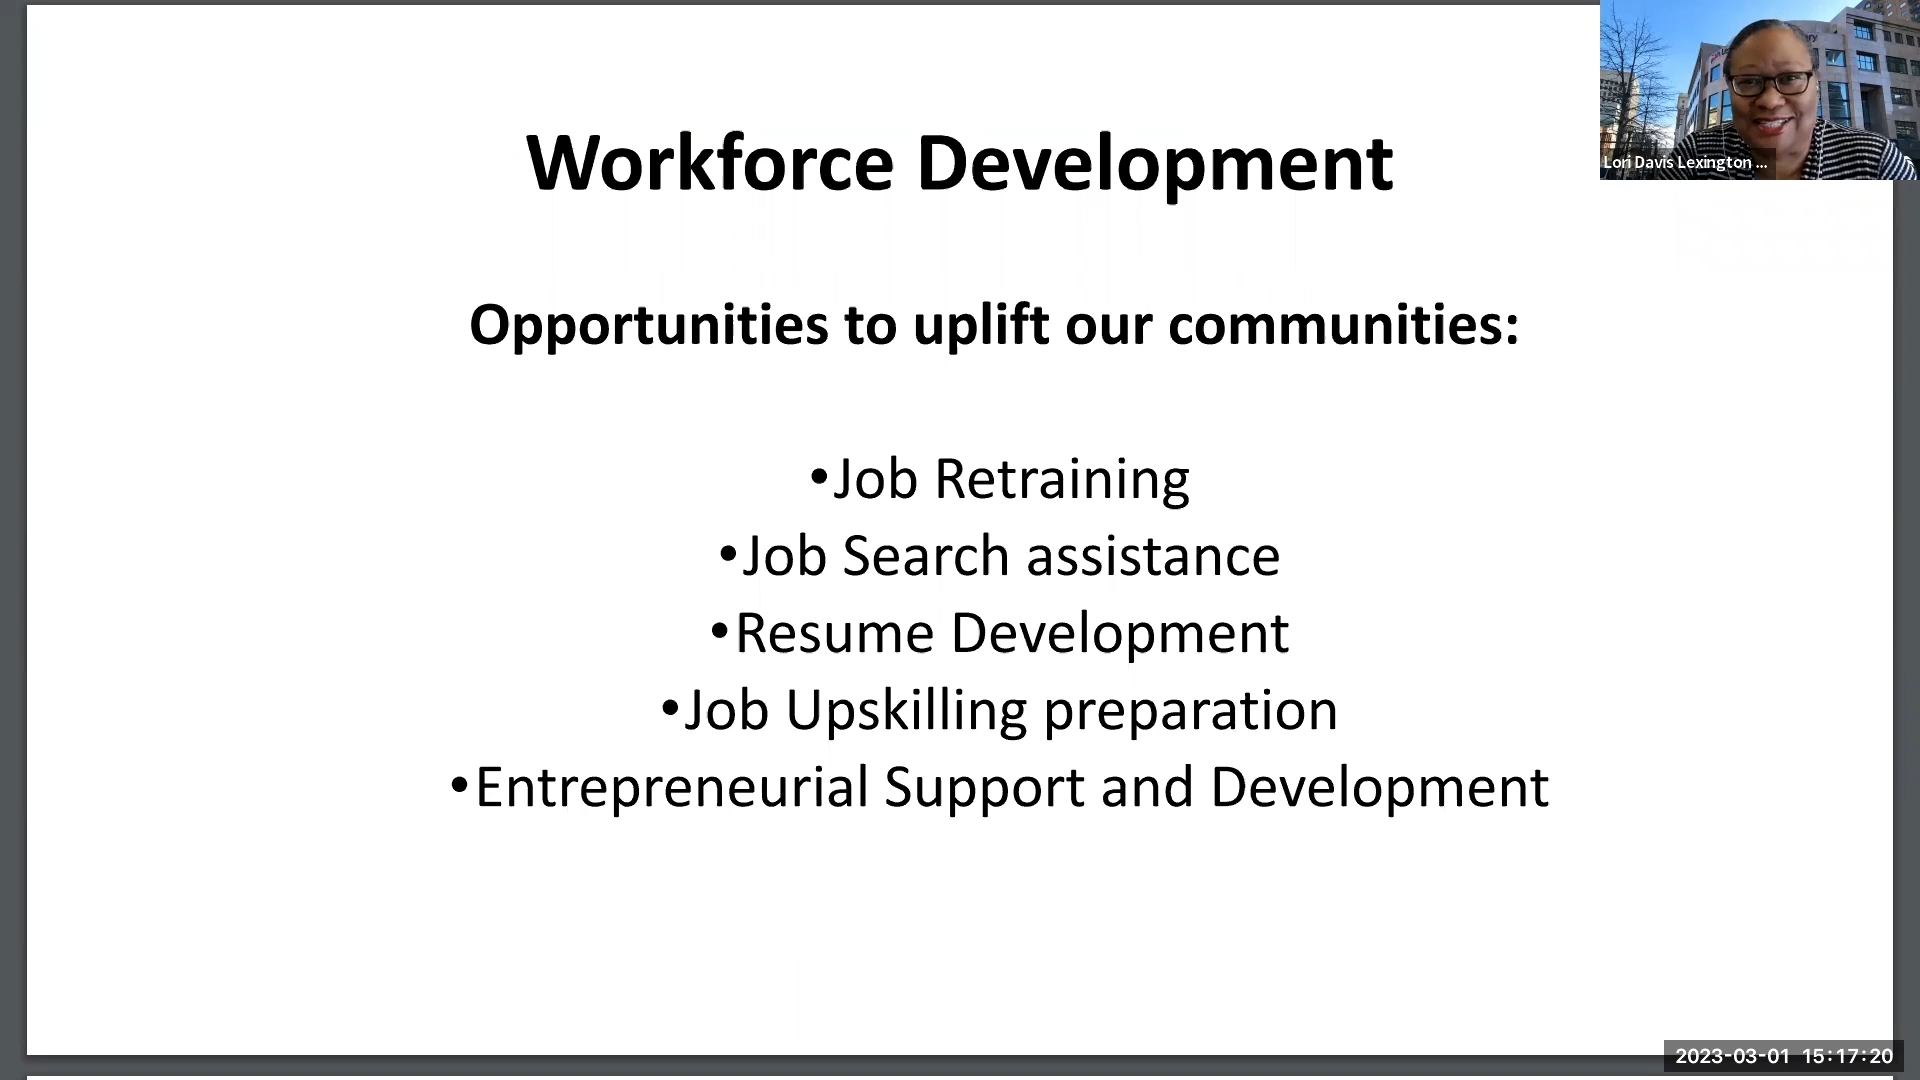 Workforce Development
Lori Davis Lexington ...
Opportunities to uplift our communities:
•Job Retraining
•Job Search assistance
•Resume Development
•Job Upskilling preparation
•Entrepreneurial Support and Development
2023-03-01 15:17:20